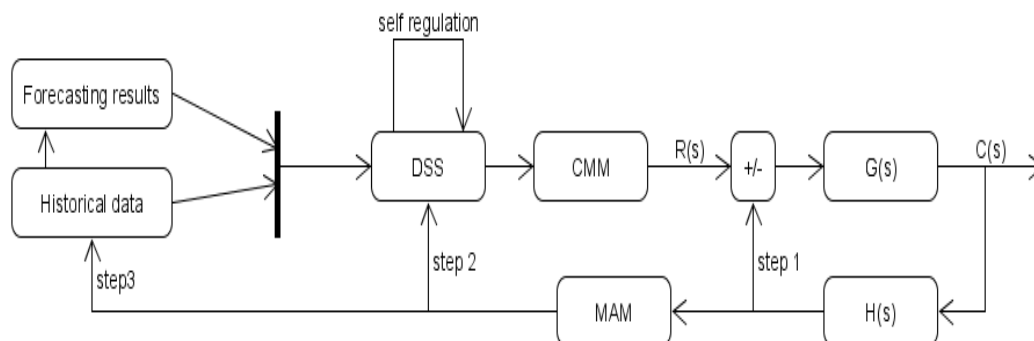 self regulation
Forecasting results
Historical data
DSS
CMM
R(s)
+/-
G(s)
C(s)
step3
step 2
step 1
MAM
H(s)